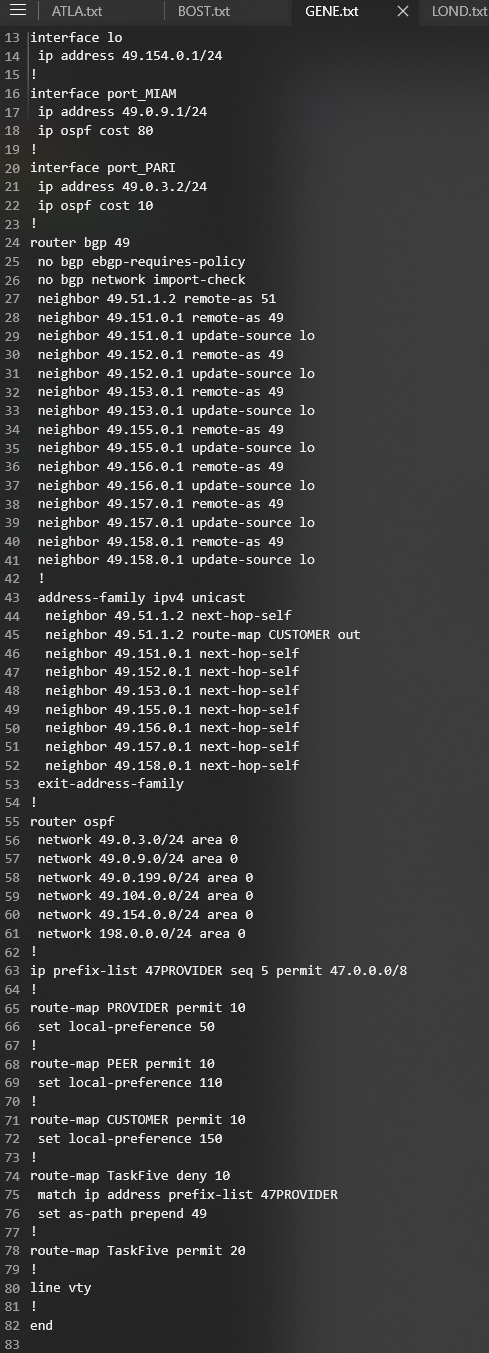 ATLA.txt BOST.txt GENE.txt × LOND.txt
13 interface lo
14 ip address 49.154.0.1/24
15 !
16 interface port_MIAM
17 ip address 49.0.9.1/24
18 ip ospf cost 80
19 !
20 interface port_PARI
21 ip address 49.0.3.2/24
22 ip ospf cost 10
23 !
24 router bgp 49
25 no bgp ebgp-requires-policy
26 no bgp network import-check
27 neighbor 49.51.1.2 remote-as 51
28 neighbor 49.151.0.1 remote-as 49
29 neighbor 49.151.0.1 update-source lo
30 neighbor 49.152.0.1 remote-as 49
31 neighbor 49.152.0.1 update-source lo
32 neighbor 49.153.0.1 remote-as 49
33 neighbor 49.153.0.1 update-source lo
34 neighbor 49.155.0.1 remote-as 49
35 neighbor 49.155.0.1 update-source lo
36 neighbor 49.156.0.1 remote-as 49
37 neighbor 49.156.0.1 update-source lo
38 neighbor 49.157.0.1 remote-as 49
39 neighbor 49.157.0.1 update-source lo
40 neighbor 49.158.0.1 remote-as 49
41 neighbor 49.158.0.1 update-source lo
42 !
43 address-family ipv4 unicast
44 neighbor 49.51.1.2 next-hop-self
45 neighbor 49.51.1.2 route-map CUSTOMER out
46 neighbor 49.151.0.1 next-hop-self
47 neighbor 49.152.0.1 next-hop-self
48 neighbor 49.153.0.1 next-hop-self
49 neighbor 49.155.0.1 next-hop-self
50 neighbor 49.156.0.1 next-hop-self
51 neighbor 49.157.0.1 next-hop-self
52 neighbor 49.158.0.1 next-hop-self
53 exit-address-family
54 !
55 router ospf
56 network 49.0.3.0/24 area 0
57 network 49.0.9.0/24 area 0
58 network 49.0.199.0/24 area 0
59 network 49.104.0.0/24 area 0
60 network 49.154.0.0/24 area 0
61 network 198.0.0.0/24 area 0
62 !
63 ip prefix-list 47PROVIDER seq 5 permit 47.0.0.0/8
64 !
65 route-map PROVIDER permit 10
66 set local-preference 50
67 !
68 route-map PEER permit 10
69 set local-preference 110
70 !
71 route-map CUSTOMER permit 10
72 set local-preference 150
73 !
74 route-map TaskFive deny 10
75 match ip address prefix-list 47PROVIDER
76 set as-path prepend 49
77 !
78 route-map TaskFive permit 20
79 !
80 line vty
81 !
82 end
83